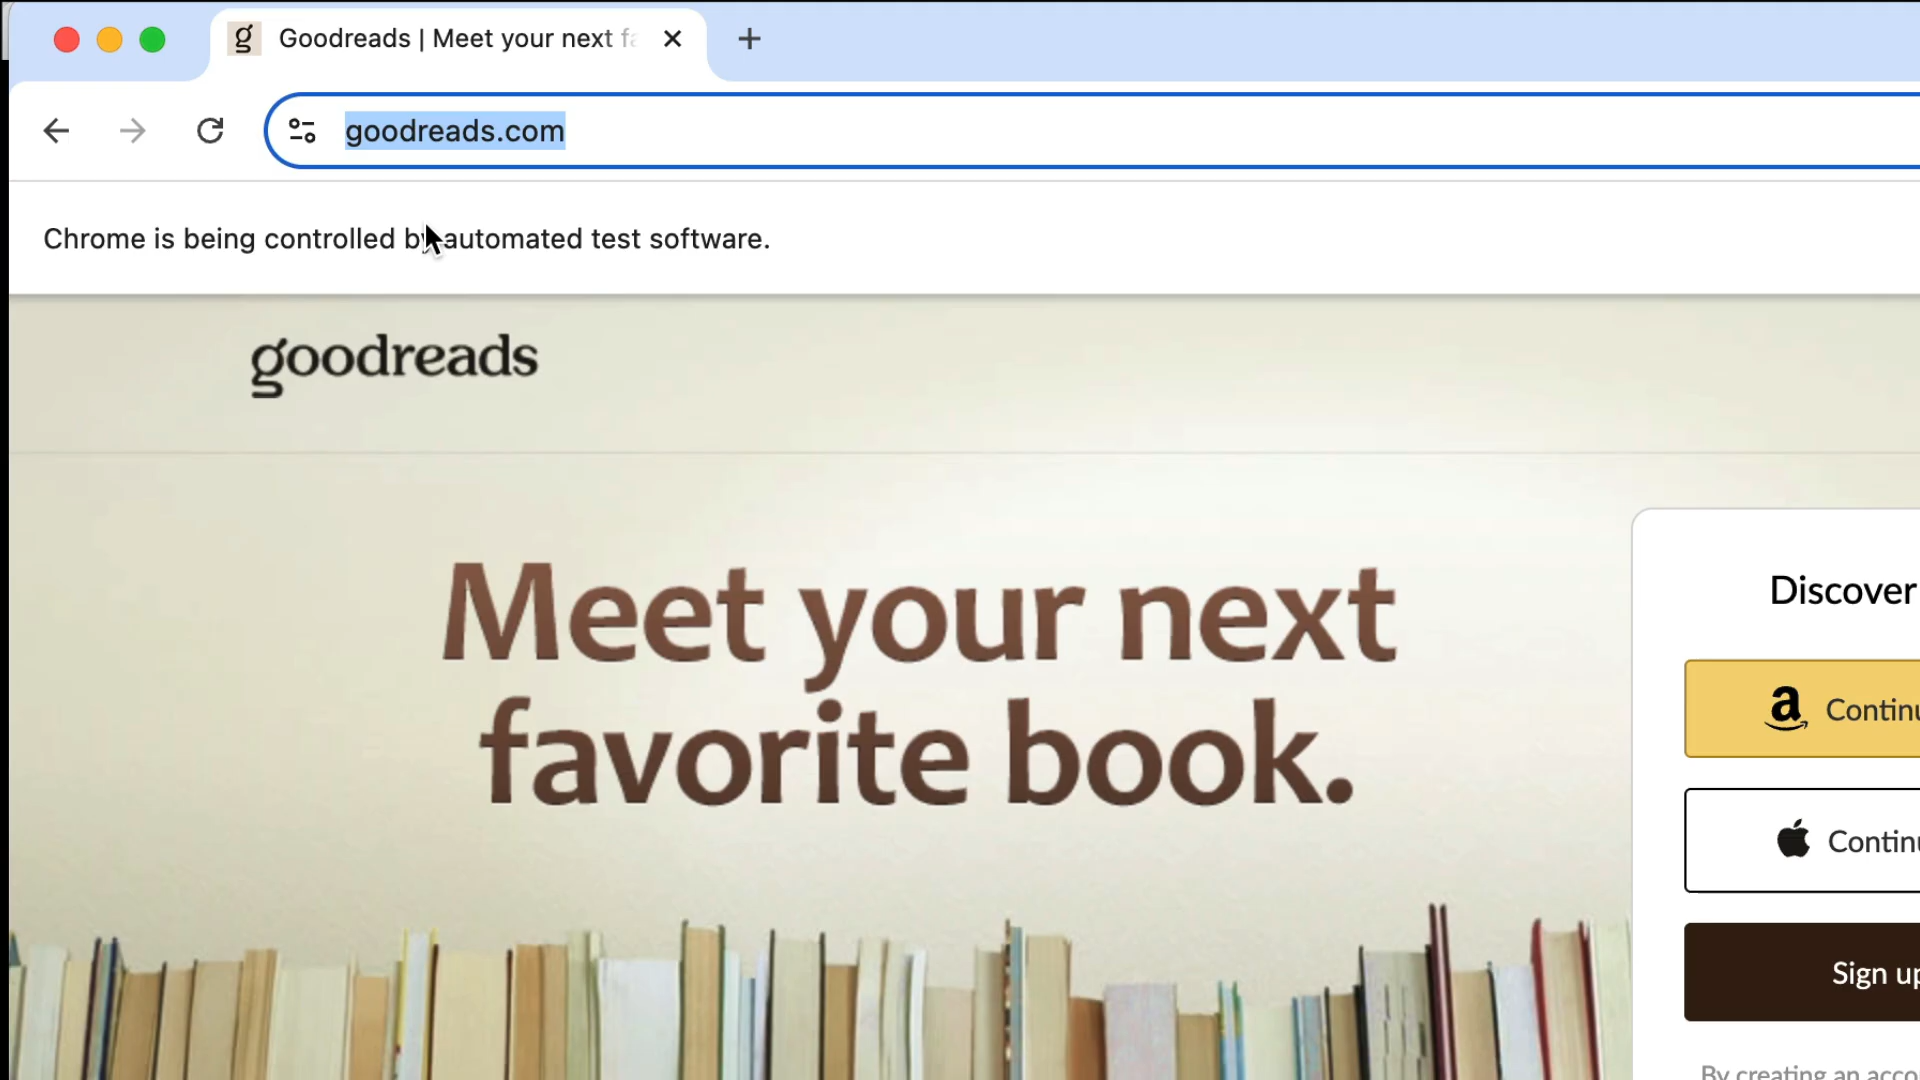 Goodreads | Meet your next
goodreads.com
Chrome is being controlled by automated test software.
goodreads
Meet your next
favorite book.
Discover
Continu
Continu
Sign up
By creating an acco